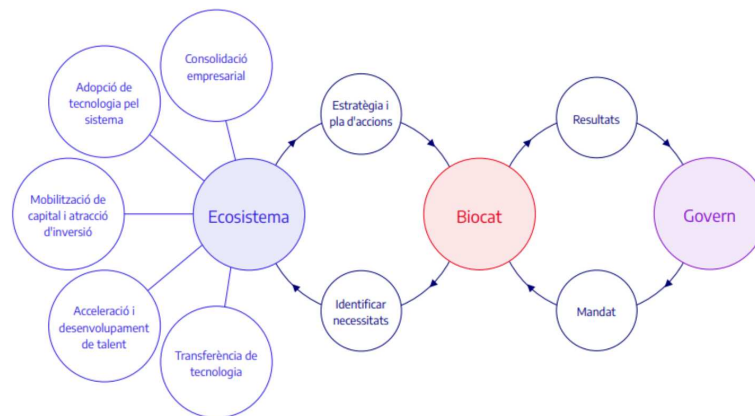 Consolidació
empresarial
Adopció de
tecnologia pel
sistema
Mobilització de
capital i atracció
d'inversió
Acceleració i
desenvolupament
de talent
Transferència de
tecnologia
Ecosistema
Estratègia i
pla d'accions
Identificar
necessitats
Biocat
Resultats
Mandat
Govern